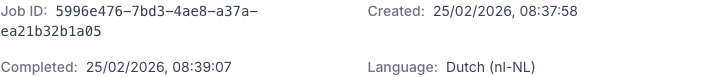 Job ID: 5996e476-7bd3-4ae8-a37a-
ea21b32b1a05
Created: 25/02/2026, 08:37:58
Completed: 25/02/2026, 08:39:07
Language: Dutch (nl-NL)